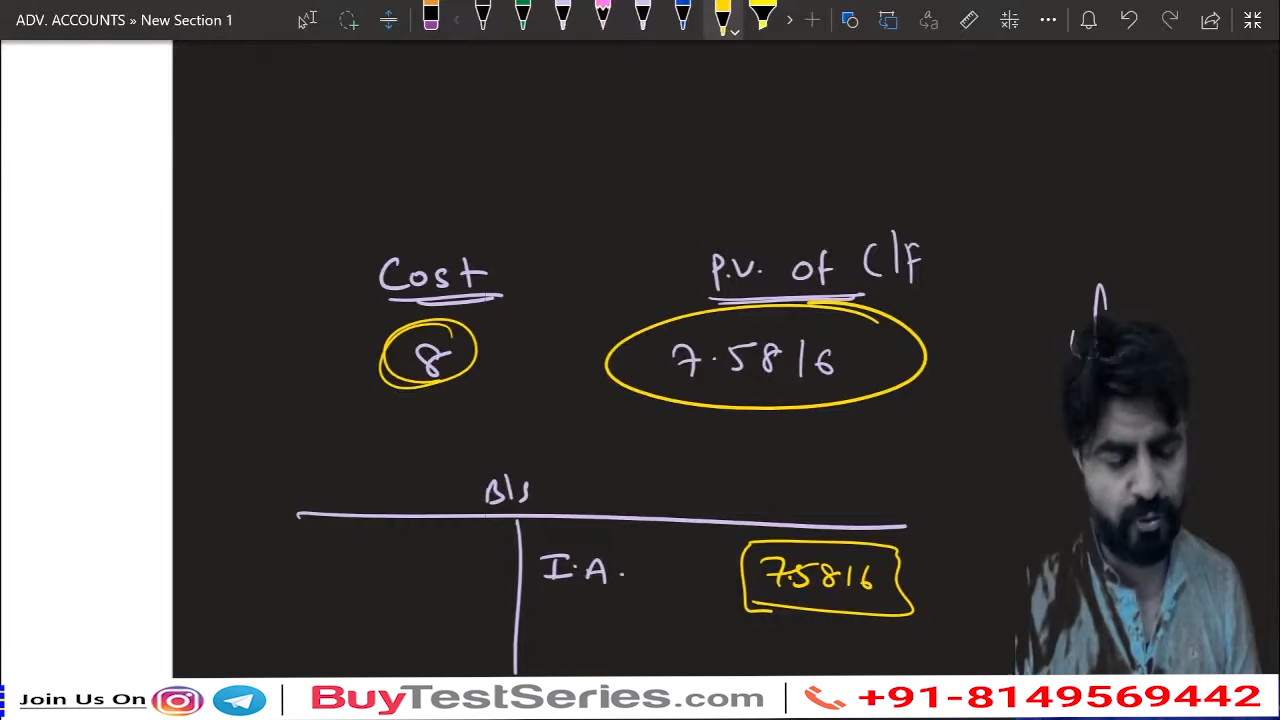 ADV. ACCOUNTS » New Section 1
Cost
P.V. of C/F
8
7.5816
B/S
I.A.
7.5816
Join Us On
BuyTestSeries.com
+91-8149569442